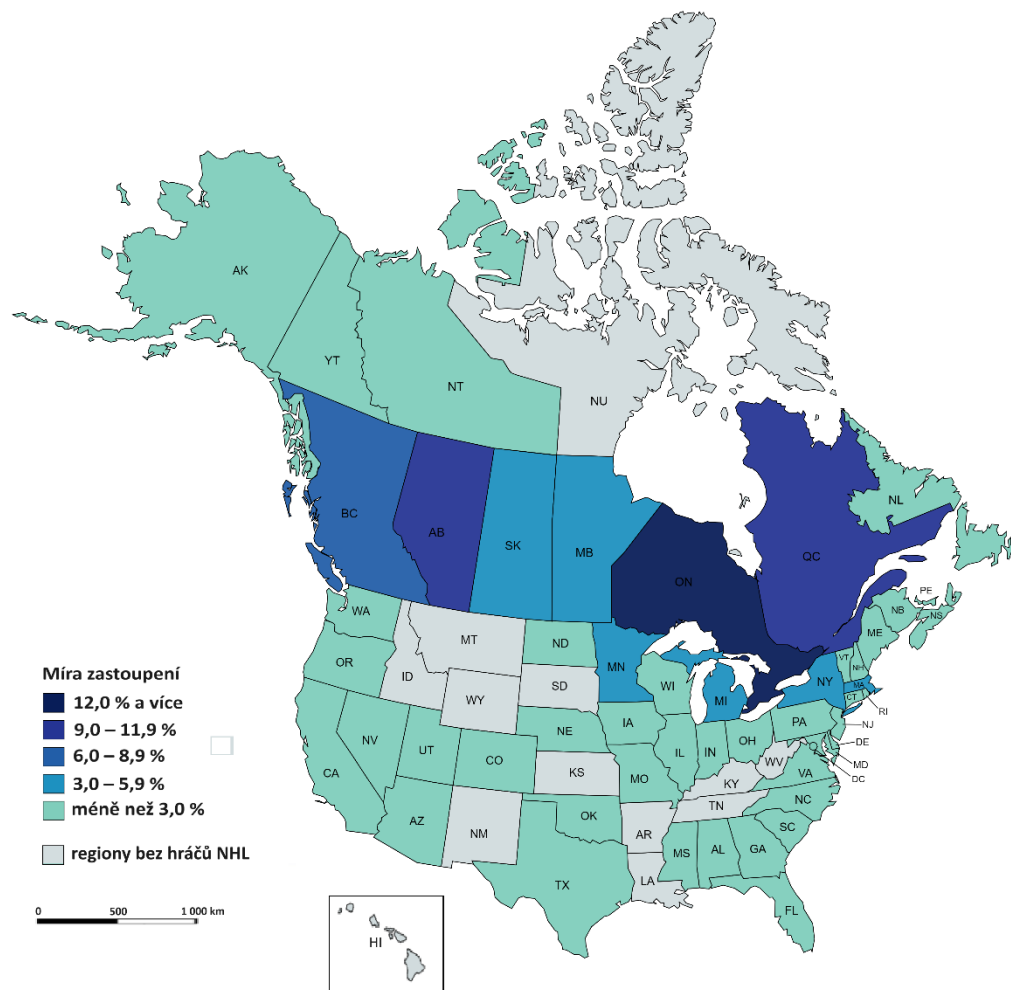 AK
YT
NT
NU
BC
AB
SK
MB
ON
QC
NL
PE
NB
NS
WA
MT
ND
MN
OR
ID
WY
SD
WI
MI
NY
VT
NH
ME
MA
CT
RI
NV
UT
CO
NE
IA
IL
IN
OH
PA
NJ
DE
MD
DC
CA
AZ
NM
KS
MO
KY
WV
VA
OK
AR
TN
NC
SC
TX
LA
MS
AL
GA
FL
HI
Míra zastoupení
12,0 % a více
9,0 – 11,9 %
6,0 – 8,9 %
3,0 – 5,9 %
méně než 3,0 %
regiony bez hráčů NHL
0 500 1 000 km